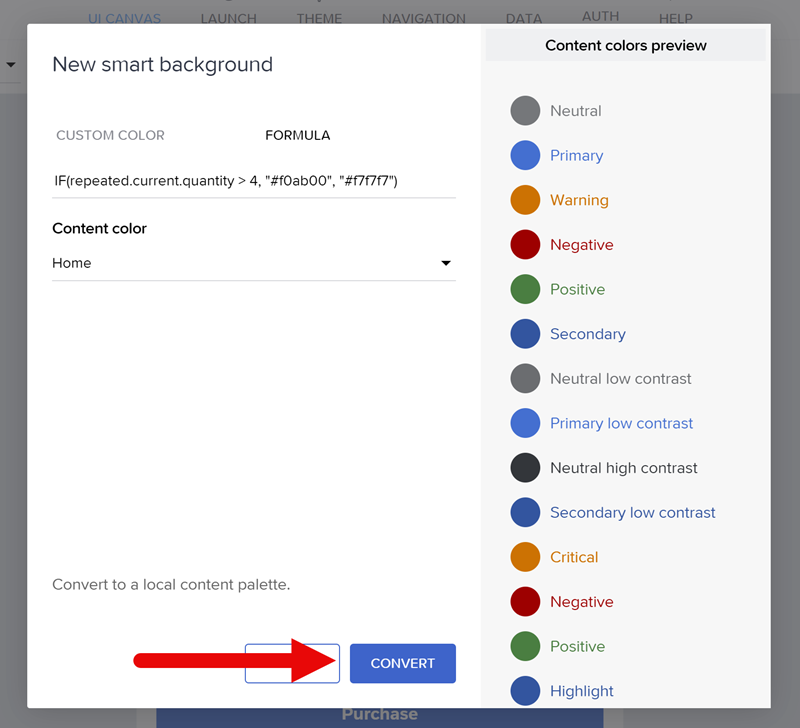 UI CANVAS LAUNCH THEME NAVIGATION DATA AUTH HELP
New smart background
CUSTOM COLOR FORMULA
IF(repeated.current.quantity > 4, "#f0ab00", "#f7f7f7")
Content color
Home
Convert to a local content palette.
CONVERT
Content colors preview
Neutral
Primary
Warning
Negative
Positive
Secondary
Neutral low contrast
Primary low contrast
Neutral high contrast
Secondary low contrast
Critical
Negative
Positive
Highlight
Purchase